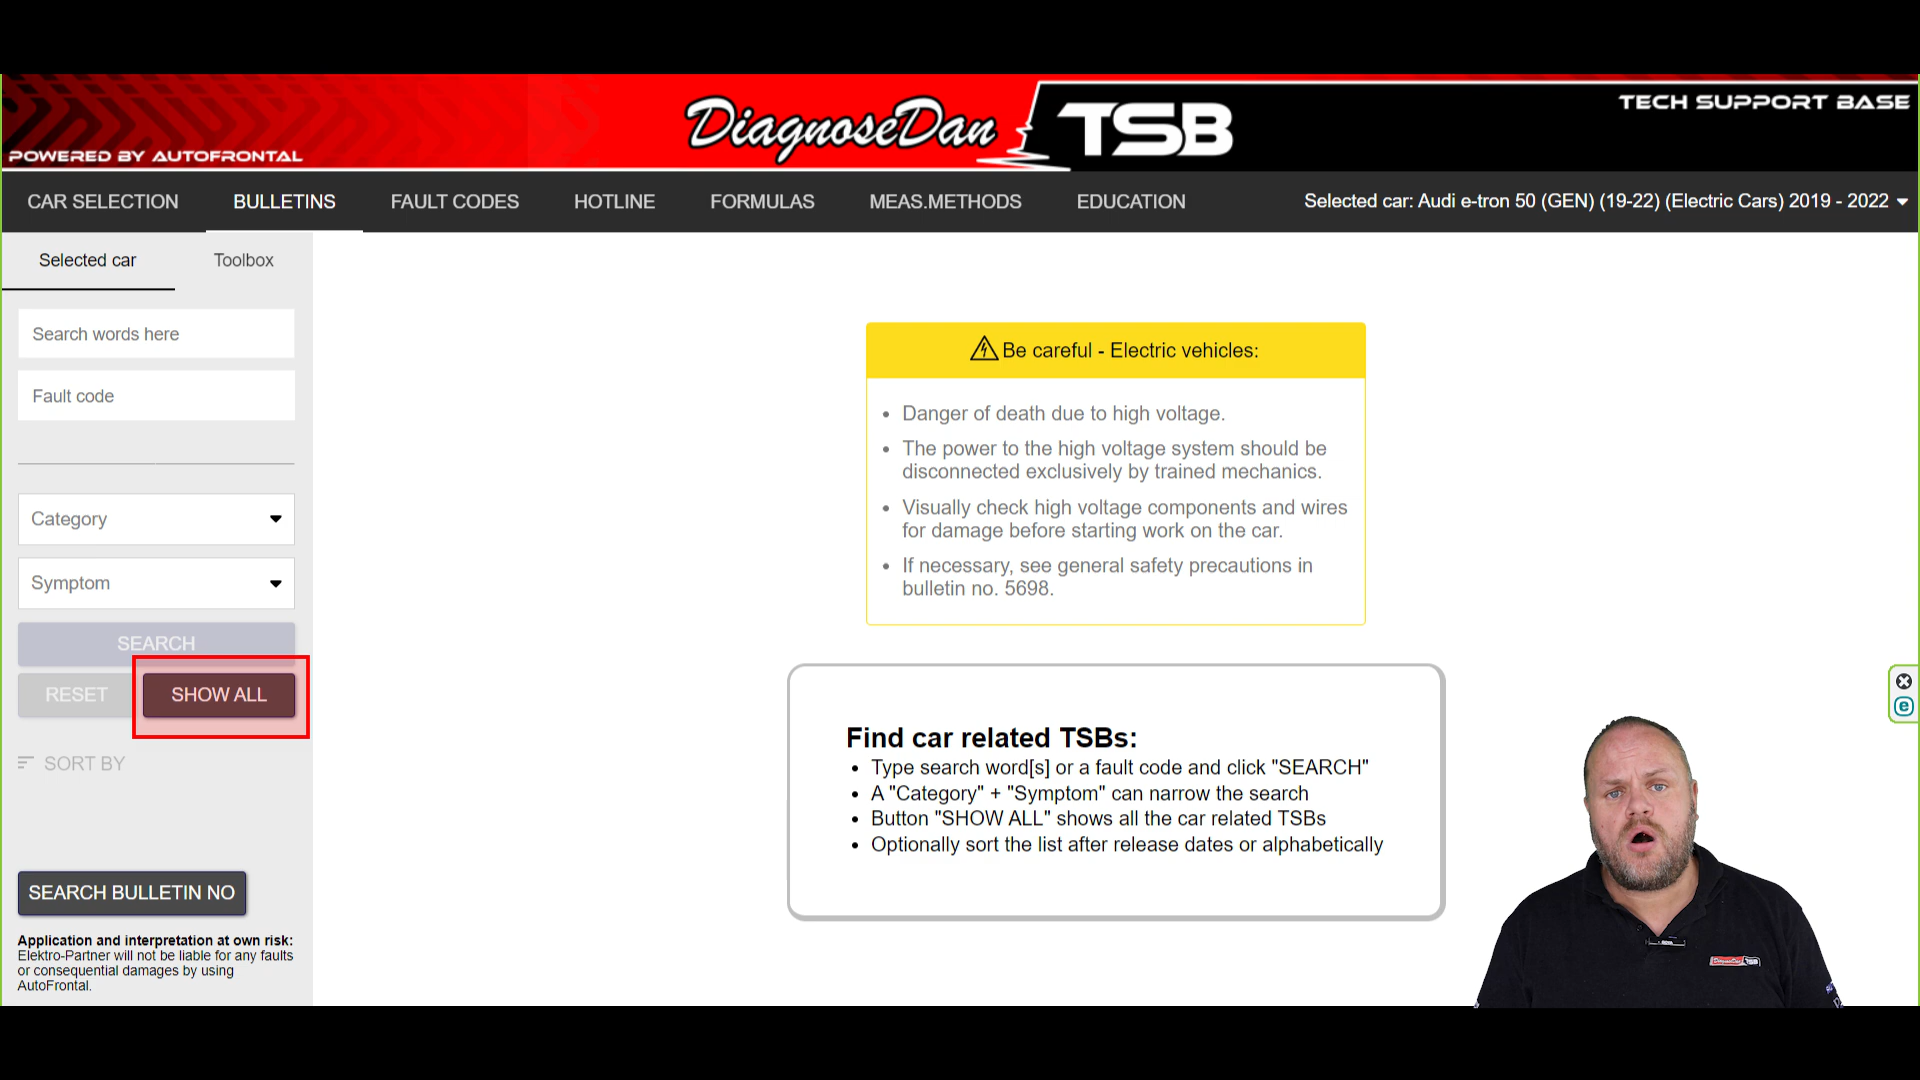 DiagnoseDan TSB
TECH SUPPORT BASE
POWERED BY AUTOFRONTAL
CAR SELECTION
BULLETINS
FAULT CODES
HOTLINE
FORMULAS
MEAS.METHODS
EDUCATION
Selected car: Audi e-tron 50 (GEN) (19-22) (Electric Cars) 2019 - 2022
Selected car
Toolbox
Search words here
Fault code
Category
Symptom
SEARCH
RESET
SHOW ALL
SORT BY
SEARCH BULLETIN NO
Application and interpretation at own risk:
Elektro-Partner will not be liable for any faults
or consequential damages by using
AutoFrontal.
Be careful - Electric vehicles:
• Danger of death due to high voltage.
• The power to the high voltage system should be
disconnected exclusively by trained mechanics.
• Visually check high voltage components and wires
for damage before starting work on the car.
• If necessary, see general safety precautions in
bulletin no. 5698.
Find car related TSBs:
• Type search word[s] or a fault code and click "SEARCH"
• A "Category" + "Symptom" can narrow the search
• Button "SHOW ALL" shows all the car related TSBs
• Optionally sort the list after release dates or alphabetically
e
DiagnoseDan TSB